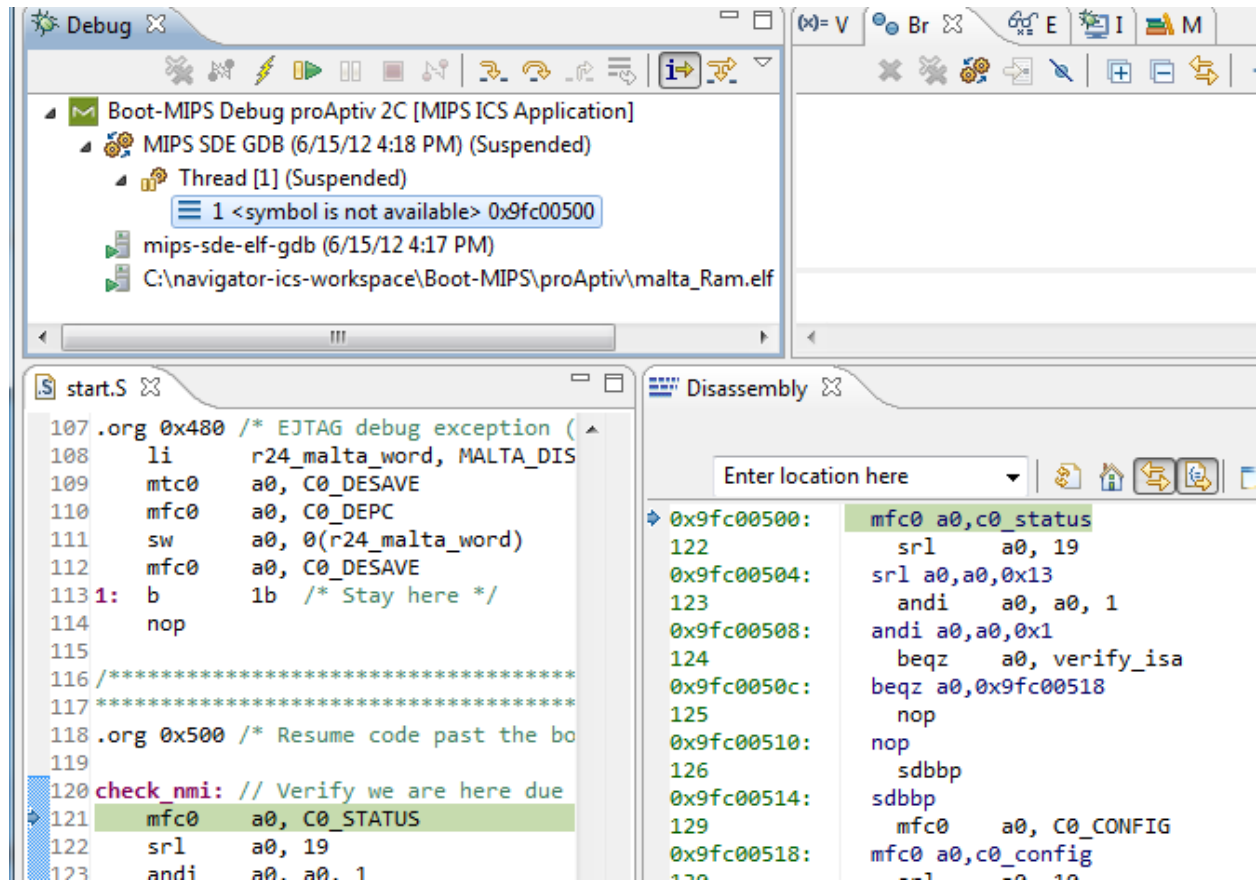 Debug
(x)= V
Br
E
I
M
Boot-MIPS Debug proAptiv 2C [MIPS ICS Application]
MIPS SDE GDB (6/15/12 4:18 PM) (Suspended)
Thread [1] (Suspended)
1 <symbol is not available> 0x9fc00500
mips-sde-elf-gdb (6/15/12 4:17 PM)
C:\navigator-ics-workspace\Boot-MIPS\proAptiv\malta_Ram.elf
start.S
107 .org 0x480 /* EJTAG debug exception (
108 li r24_malta_word, MALTA_DIS
109 mtc0 a0, C0_DESAVE
110 mfc0 a0, C0_DEPC
111 sw a0, 0(r24_malta_word)
112 mfc0 a0, C0_DESAVE
113 1: b 1b /* Stay here */
114 nop
115
116 /************************************
117 *************************************
118 .org 0x500 /* Resume code past the bo
119
120 check_nmi: // Verify we are here due
121 mfc0 a0, C0_STATUS
122 srl a0, 19
123 andi a0, a0, 1
Disassembly
Enter location here
0x9fc00500: mfc0 a0,c0_status
122 srl a0, 19
0x9fc00504: srl a0,a0,0x13
123 andi a0, a0, 1
0x9fc00508: andi a0,a0,0x1
124 beqz a0, verify_isa
0x9fc0050c: beqz a0,0x9fc00518
125 nop
0x9fc00510: nop
126 sdbbp
0x9fc00514: sdbbp
129 mfc0 a0, C0_CONFIG
0x9fc00518: mfc0 a0,c0_config